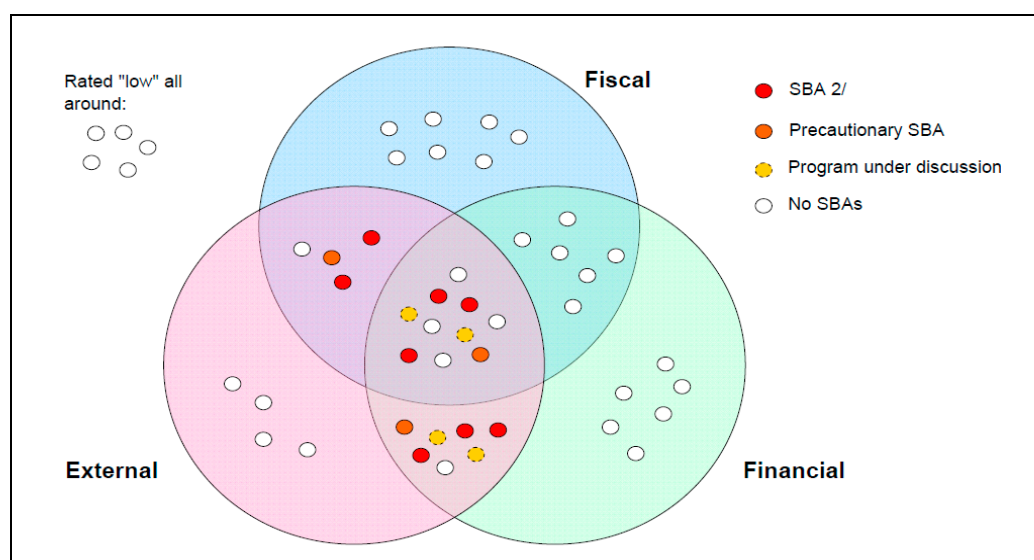 Rated "low" all
around:
Fiscal
SBA 2/
Precautionary SBA
Program under discussion
No SBAs
External
Financial